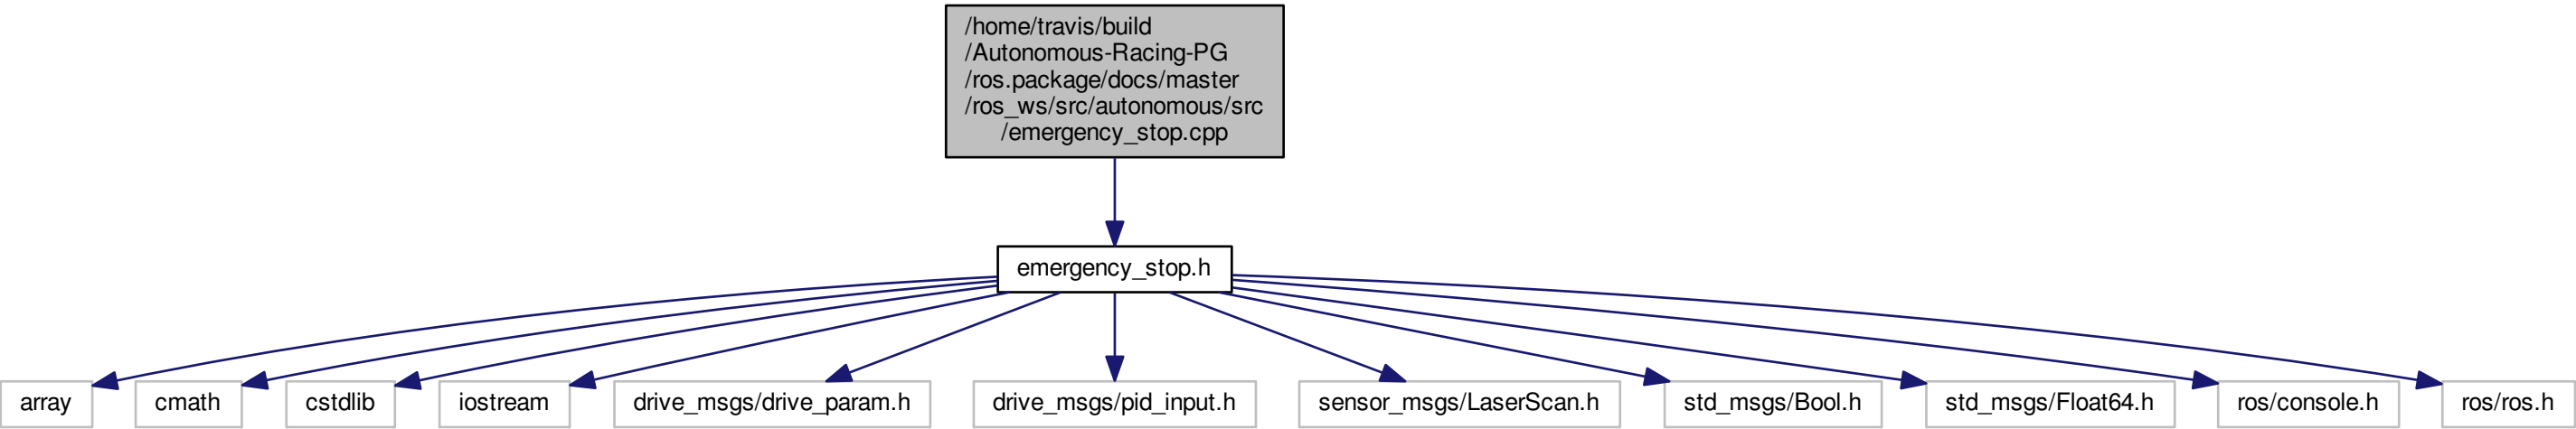 /home/travis/build
/Autonomous-Racing-PG
/ros.package/docs/master
/ros_ws/src/autonomous/src
/emergency_stop.cpp
emergency_stop.h
array
cmath
cstdlib
iostream
drive_msgs/drive_param.h
drive_msgs/pid_input.h
sensor_msgs/LaserScan.h
std_msgs/Bool.h
std_msgs/Float64.h
ros/console.h
ros/ros.h